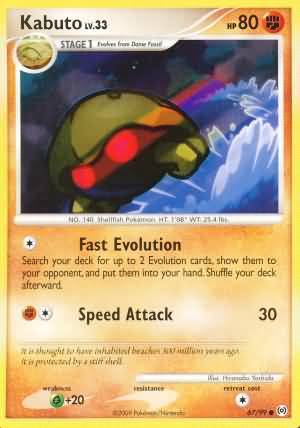 Kabuto LV.33 HP 80
STAGE 1 Evolves from Dome Fossil
NO. 140 Shellfish Pokémon HT: 1'08" WT: 25.4 lbs.
Fast Evolution
Search your deck for up to 2 Evolution cards, show them to
your opponent, and put them into your hand. Shuffle your deck
afterward.
Speed Attack 30
It is thought to have inhabited beaches 300 million years ago.
It is protected by a stiff shell.
Illus. Hironobu Yoshida
weakness resistance retreat cost
+20
©2009 Pokémon/Nintendo 67/99